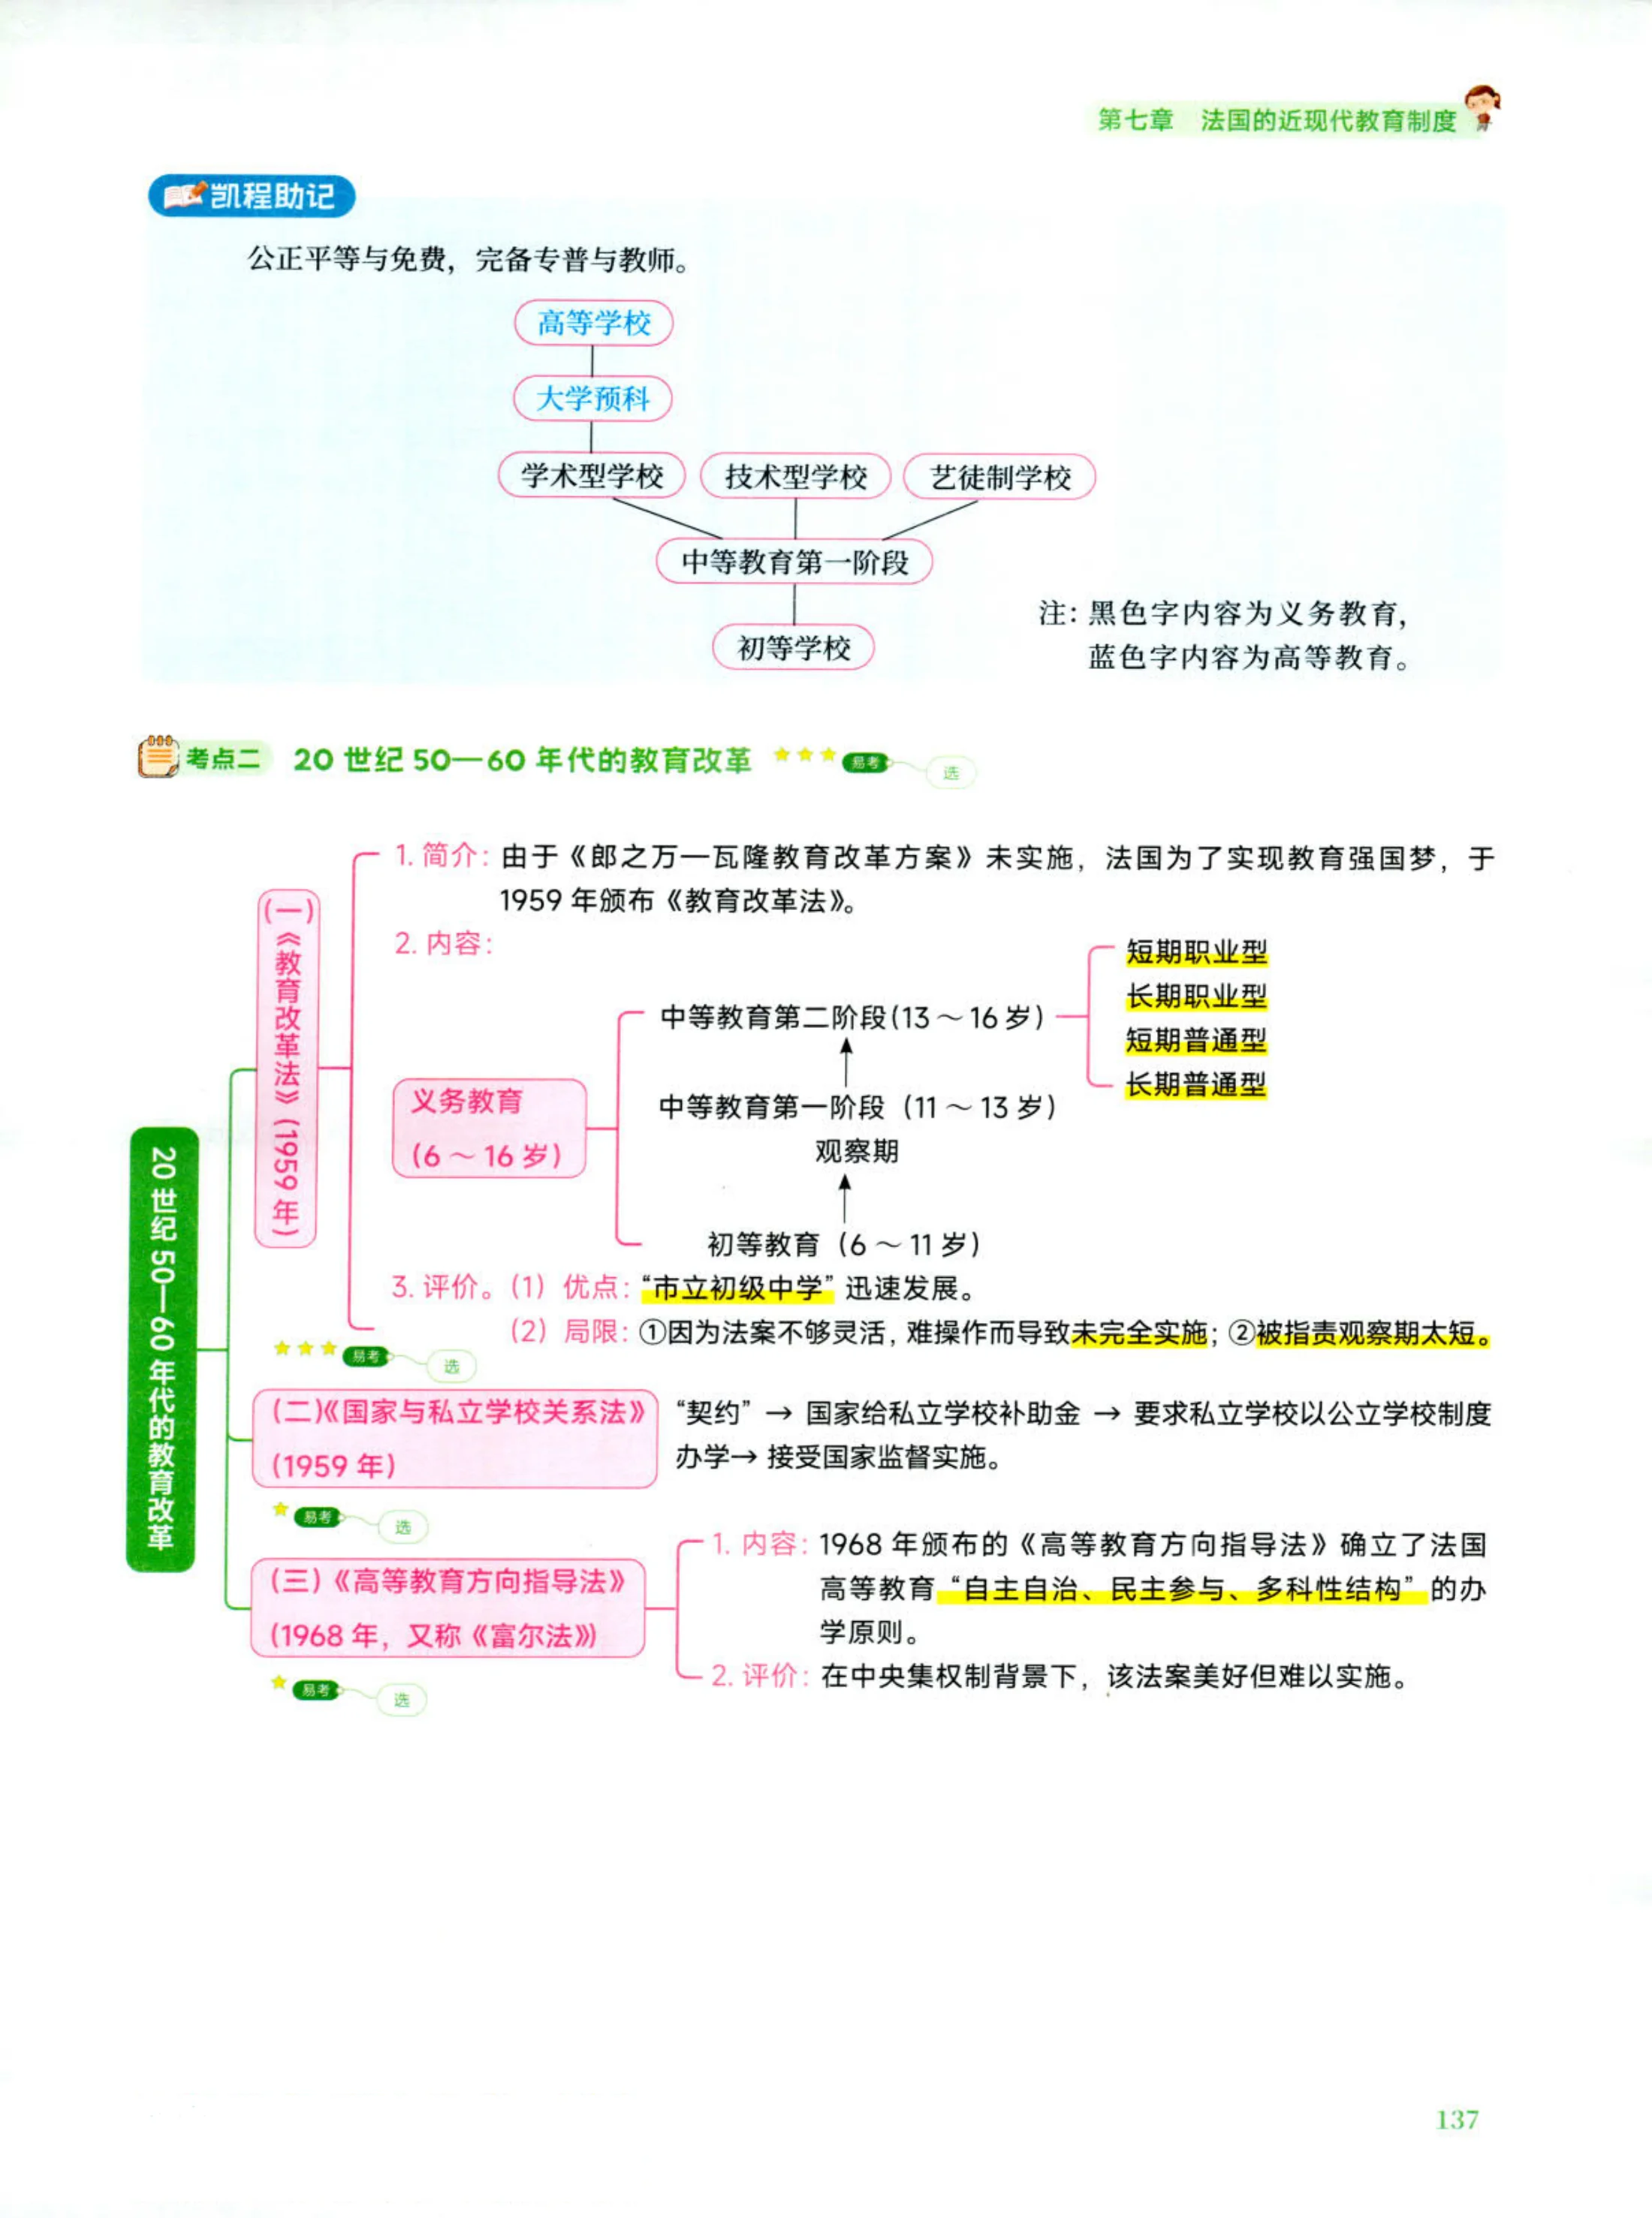 第七章 法国的近现代教育制度
凯程助记
公正平等与免费，完备专普与教师。
高等学校
大学预科
学术型学校 技术型学校 艺徒制学校
中等教育第一阶段
初等学校
注：黑色字内容为义务教育，
蓝色字内容为高等教育。
考点二 20世纪50—60年代的教育改革 易考 选
20世纪50—60年代的教育改革
(一)《教育改革法》(1959年)
1. 简介：由于《郎之万—瓦隆教育改革方案》未实施，法国为了实现教育强国梦，于
1959年颁布《教育改革法》。
2. 内容：
义务教育
(6～16岁)
中等教育第二阶段(13～16岁)
短期职业型
长期职业型
短期普通型
长期普通型
中等教育第一阶段（11～13岁）
观察期
初等教育（6～11岁）
3. 评价。（1）优点：“市立初级中学”迅速发展。
（2）局限：①因为法案不够灵活，难操作而导致未完全实施；②被指责观察期太短。
易考 选
(二)《国家与私立学校关系法》
(1959年)
“契约”→ 国家给私立学校补助金 → 要求私立学校以公立学校制度
办学→ 接受国家监督实施。
易考 选
(三)《高等教育方向指导法》
(1968年，又称《富尔法》)
1. 内容：1968年颁布的《高等教育方向指导法》确立了法国
高等教育“自主自治、民主参与、多科性结构”的办
学原则。
2. 评价：在中央集权制背景下，该法案美好但难以实施。
易考 选
137